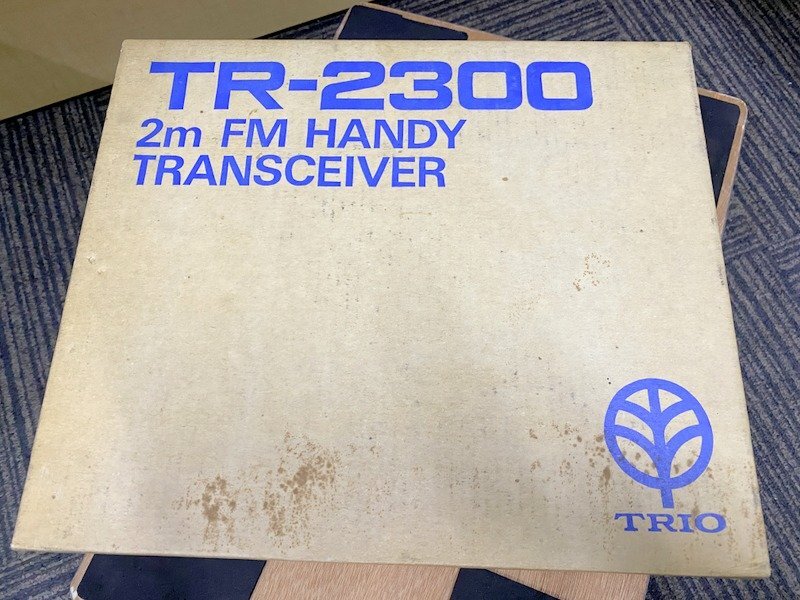 TR-2300
2m FM HANDY
TRANSCEIVER
TRIO